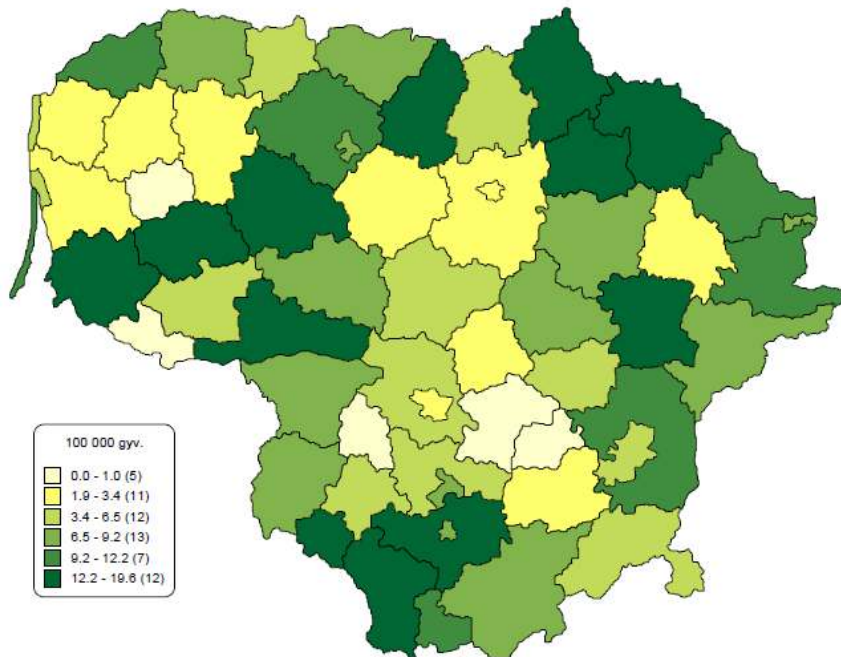 100 000 gyv.
0.0 - 1.0 (5)
1.9 - 3.4 (11)
3.4 - 6.5 (12)
6.5 - 9.2 (13)
9.2 - 12.2 (7)
12.2 - 19.6 (12)